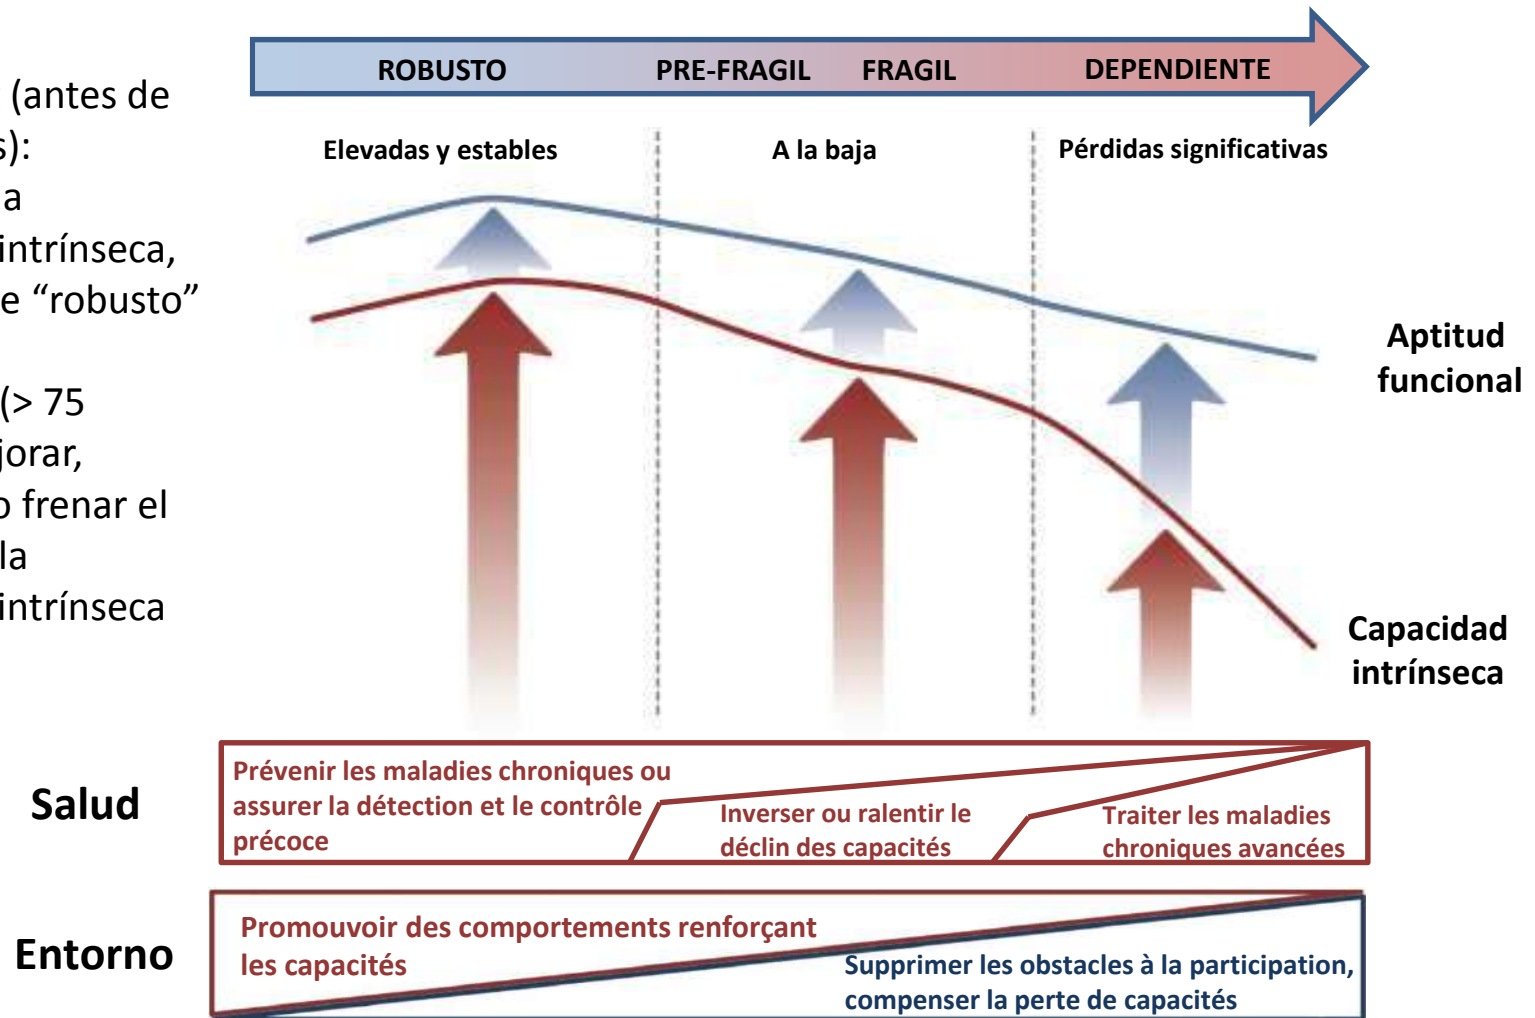 ROBUSTO PRE-FRAGIL FRAGIL DEPENDIENTE
(antes de
s):
a
intrínseca,
e “robusto”
(> 75
jorar,
o frenar el
la
intrínseca
Elevadas y estables
A la baja
Pérdidas significativas
Aptitud
funcional
Capacidad
intrínseca
Salud
Prévenir les maladies chroniques ou
assurer la détection et le contrôle
précoce
Inverser ou ralentir le
déclin des capacités
Traiter les maladies
chroniques avancées
Entorno
Promouvoir des comportements renforçant
les capacités
Supprimer les obstacles à la participation,
compenser la perte de capacités